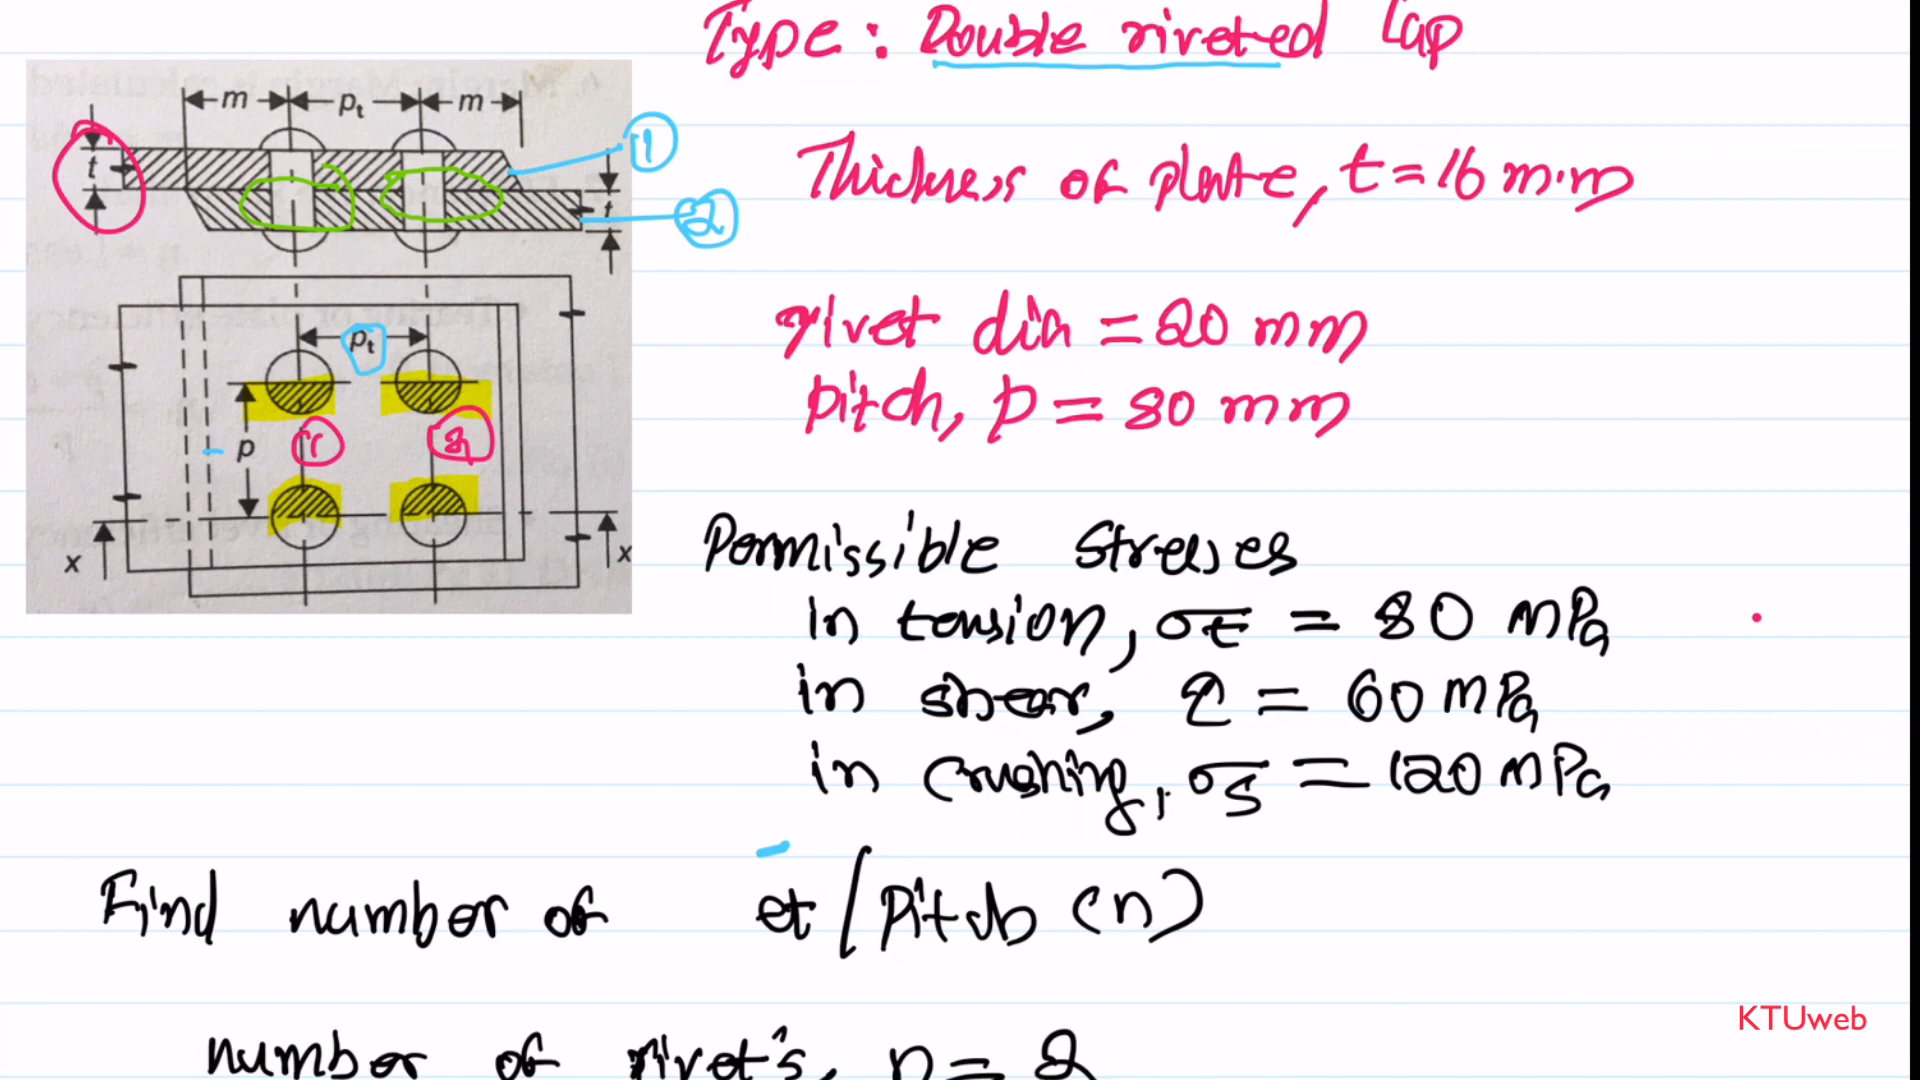 Type: Double riveted Lap
m pt m
t
1
t
2
Thickness of plate, t = 16 m.m
pt
rivet dia = 20 mm
pitch, p = 80 mm
p 1 2
x x
Permissible Stresses
in tension, σt = 80 MPa
in shear, τ = 60 MPa
in crushing, σs = 120 MPa
Find number of et / Pitch (n)
KTUweb
number of rivet's, n = 2